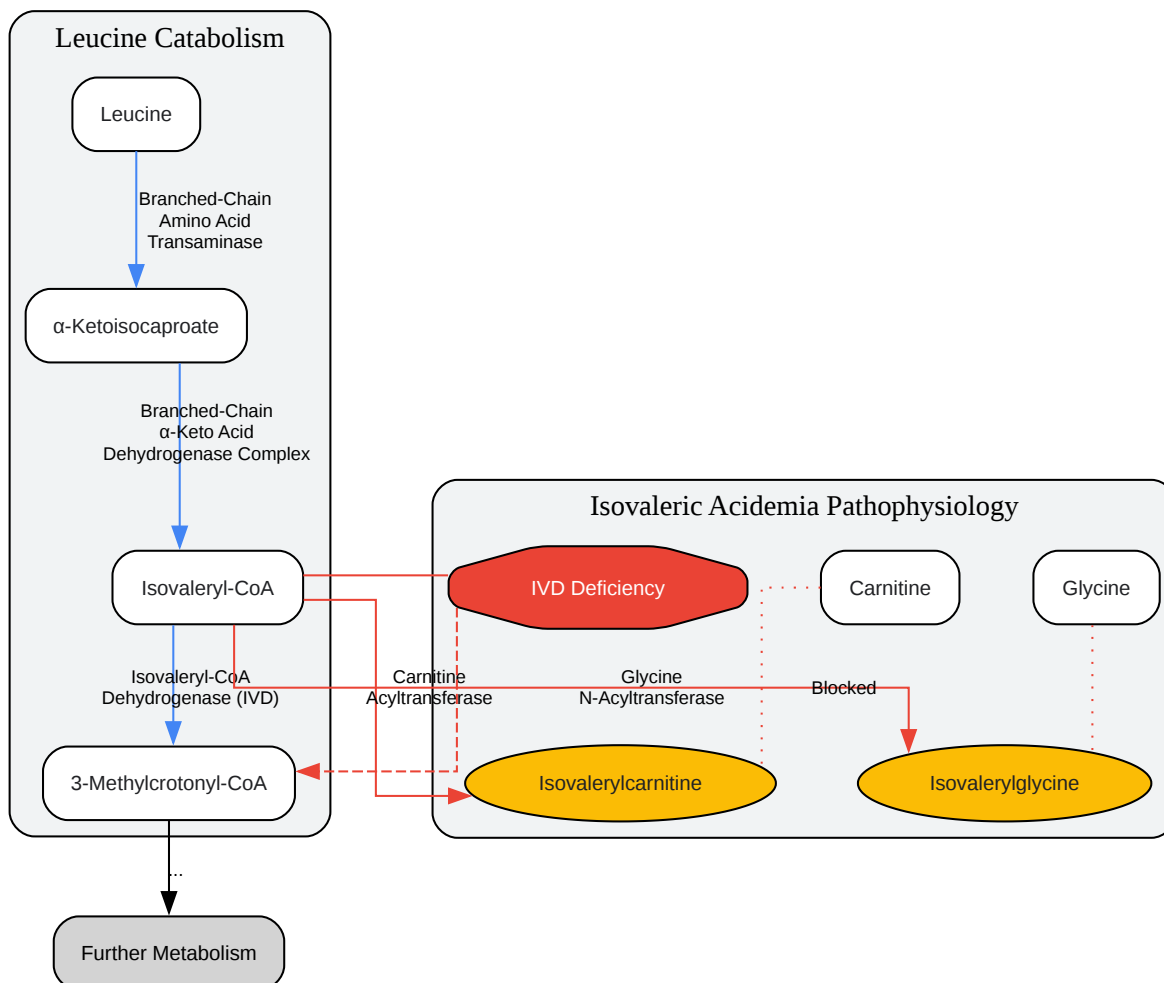 Leucine Catabolism
Leucine
Branched-Chain
Amino Acid
Transaminase
α-Ketoisocaproate
Branched-Chain
α-Keto Acid
Dehydrogenase Complex
Isovaleryl-CoA
Isovaleryl-CoA
Dehydrogenase (IVD)
3-Methylcrotonyl-CoA
...
Further Metabolism
Isovaleric Acidemia Pathophysiology
IVD Deficiency
Carnitine
Glycine
Carnitine
Acyltransferase
Glycine
N-Acyltransferase
Blocked
Isovalerylcarnitine
Isovalerylglycine